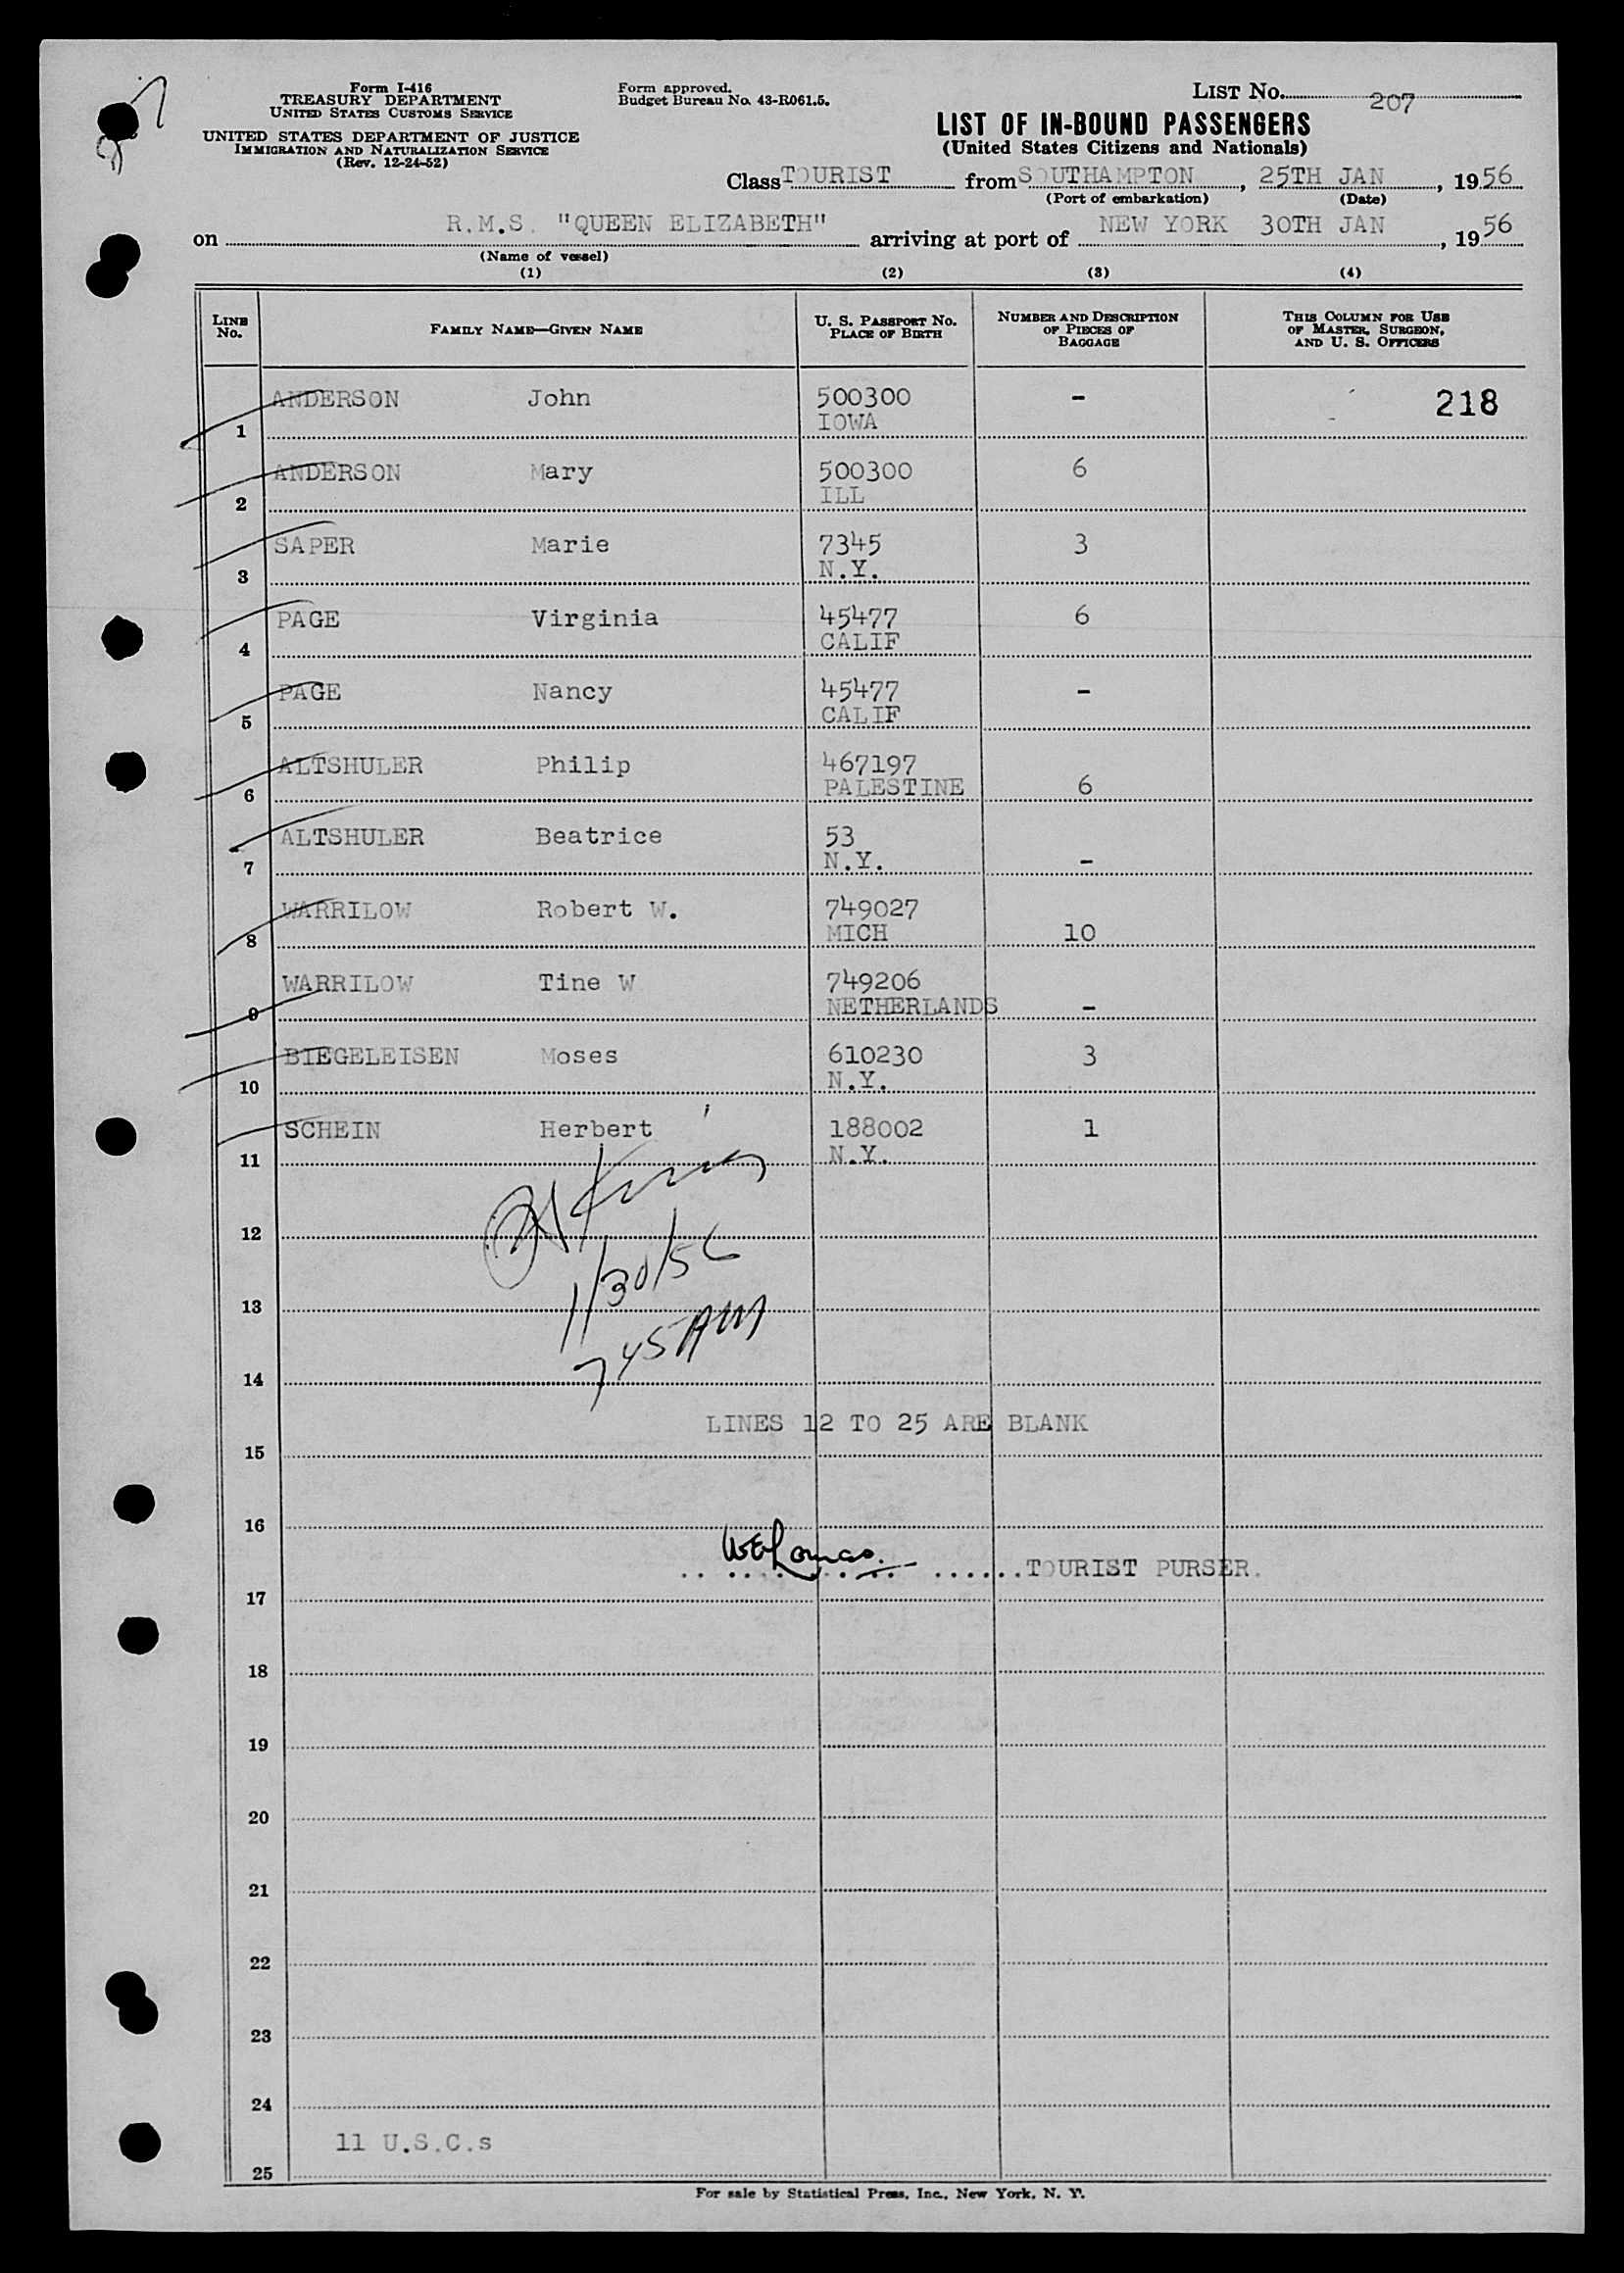 Form I-416
TREASURY DEPARTMENT
UNITED STATES CUSTOMS SERVICE
UNITED STATES DEPARTMENT OF JUSTICE
IMMIGRATION AND NATURALIZATION SERVICE
(Rev. 12-24-52)
Form approved.
Budget Bureau No. 43-R061.5.
LIST No. 207
LIST OF IN-BOUND PASSENGERS
(United States Citizens and Nationals)
Class TOURIST from SOUTHAMPTON, 25TH JAN, 1956
(Port of embarkation) (Date)
on R.M.S. "QUEEN ELIZABETH" arriving at port of NEW YORK 30TH JAN, 1956
(Name of vessel)
(1) (2) (3) (4)
LINE No. FAMILY NAME—GIVEN NAME U. S. PASSPORT No. PLACE OF BIRTH NUMBER AND DESCRIPTION OF PIECES OF BAGGAGE THIS COLUMN FOR USE OF MASTER, SURGEON, AND U. S. OFFICERS
ANDERSON John 500300 - 218
1 IOWA
ANDERSON Mary 500300 6
2 ILL
SAPER Marie 7345 3
3 N.Y.
PAGE Virginia 45477 6
4 CALIF
PAGE Nancy 45477 -
5 CALIF
ALTSHULER Philip 467197
6 PALESTINE 6
ALTSHULER Beatrice 53
7 N.Y. -
WARRILOW Robert W. 749027
8 MICH 10
WARRILOW Tine W 749206
9 NETHERLANDS -
BIEGELEISEN Moses 610230 3
10 N.Y.
SCHEIN Herbert 188002 1
11 N.Y.
12
1/30/56
13
745 AM
14
LINES 12 TO 25 ARE BLANK
15
16
TOURIST PURSER.
17
18
19
20
21
22
23
24
11 U.S.C.s
25
For sale by Statistical Press, Inc., New York, N. Y.